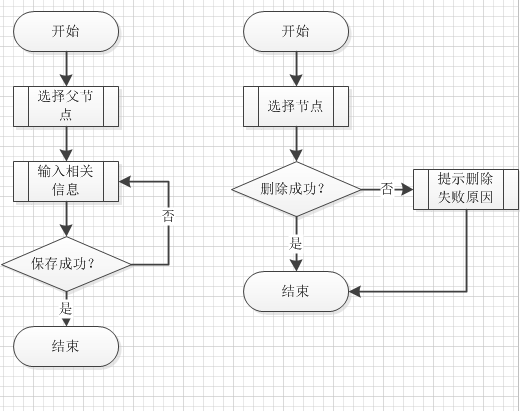 开始
选择父节
点
输入相关
信息
否
保存成功?
是
结束
开始
选择节点
删除成功?
否
提示删除
失败原因
是
结束